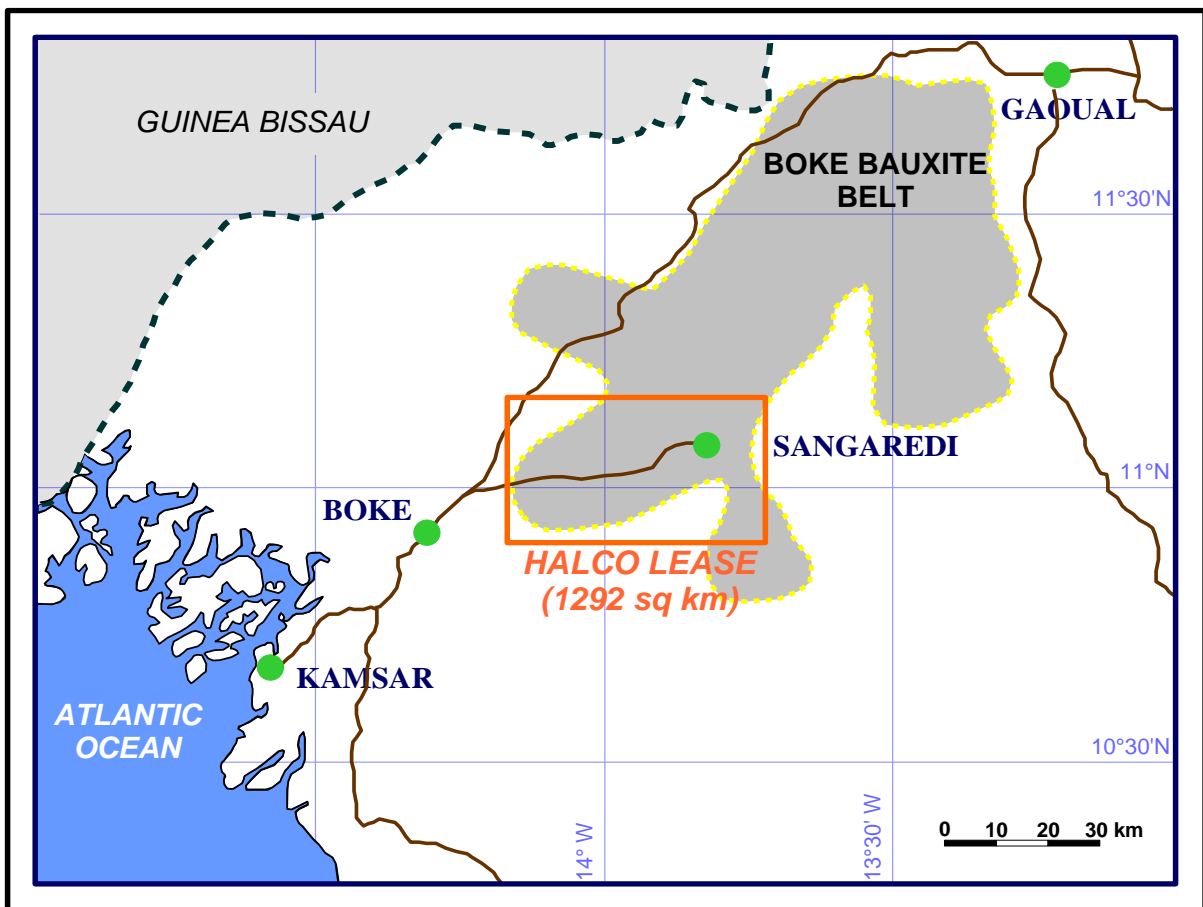 GUINEA BISSAU
GAOUAL
BOKE BAUXITE
BELT
11°30'N
SANGAREDI
11°N
BOKE
HALCO LEASE
(1292 sq km)
KAMSAR
ATLANTIC
OCEAN
10°30'N
14° W
13°30' W
0 10 20 30 km